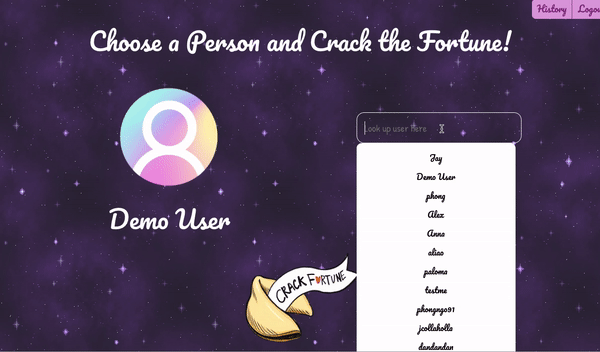 History Logou
Choose a Person and Crack the Fortune!
Look up user here
Jay
Demo User
phong
Alex
Anna
aliao
paloma
testme
phongngo91
jcollaholla
dandandan
Demo User
CRACK FORTUNE